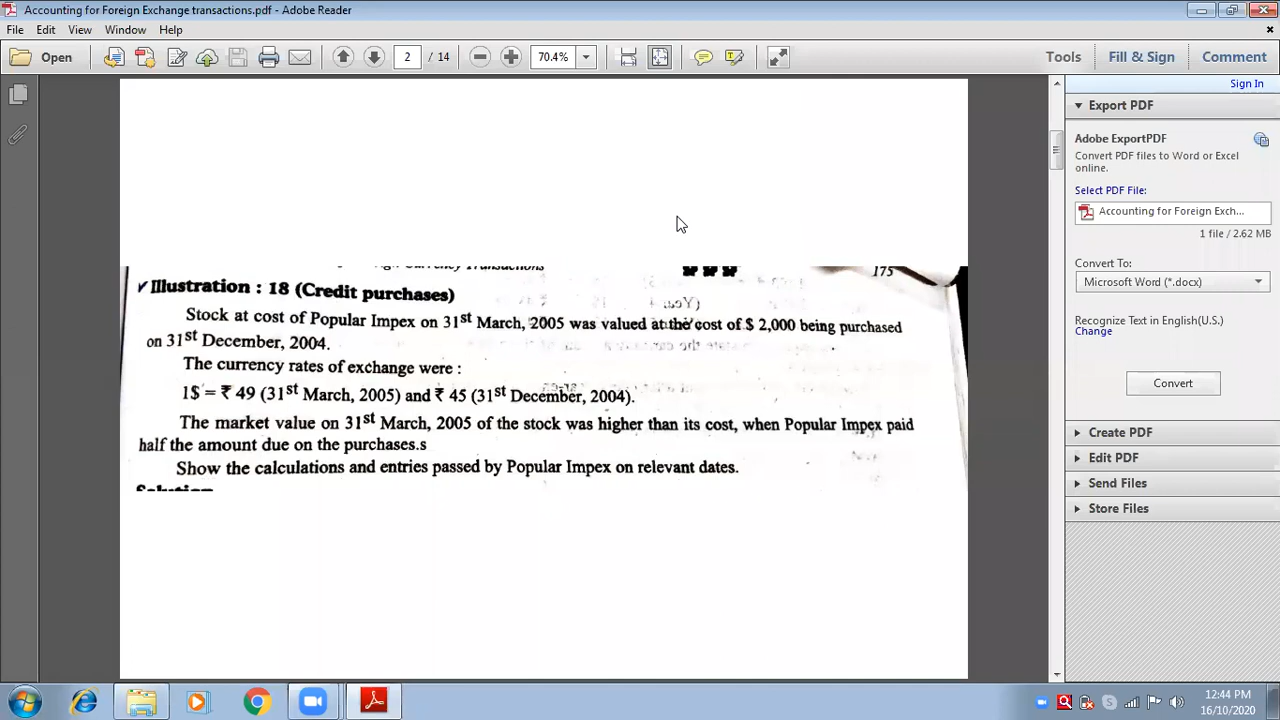 Accounting for Foreign Exchange transactions.pdf - Adobe Reader
File Edit View Window Help
Open 2 / 14 70.4% Tools Fill & Sign Comment
Sign In
Export PDF
Adobe ExportPDF
Convert PDF files to Word or Excel
online.
Select PDF File:
Accounting for Foreign Exch...
1 file / 2.62 MB
Convert To:
Microsoft Word (*.docx)
Recognize Text in English(U.S.)
Change
Convert
Create PDF
Edit PDF
Send Files
Store Files
Currency Transactions 175
Illustration : 18 (Credit purchases)
Stock at cost of Popular Impex on 31st March, 2005 was valued at the cost of $ 2,000 being purchased
on 31st December, 2004.
The currency rates of exchange were :
1$ = ₹ 49 (31st March, 2005) and ₹ 45 (31st December, 2004).
The market value on 31st March, 2005 of the stock was higher than its cost, when Popular Impex paid
half the amount due on the purchases.s
Show the calculations and entries passed by Popular Impex on relevant dates.
Solution
12:44 PM
16/10/2020